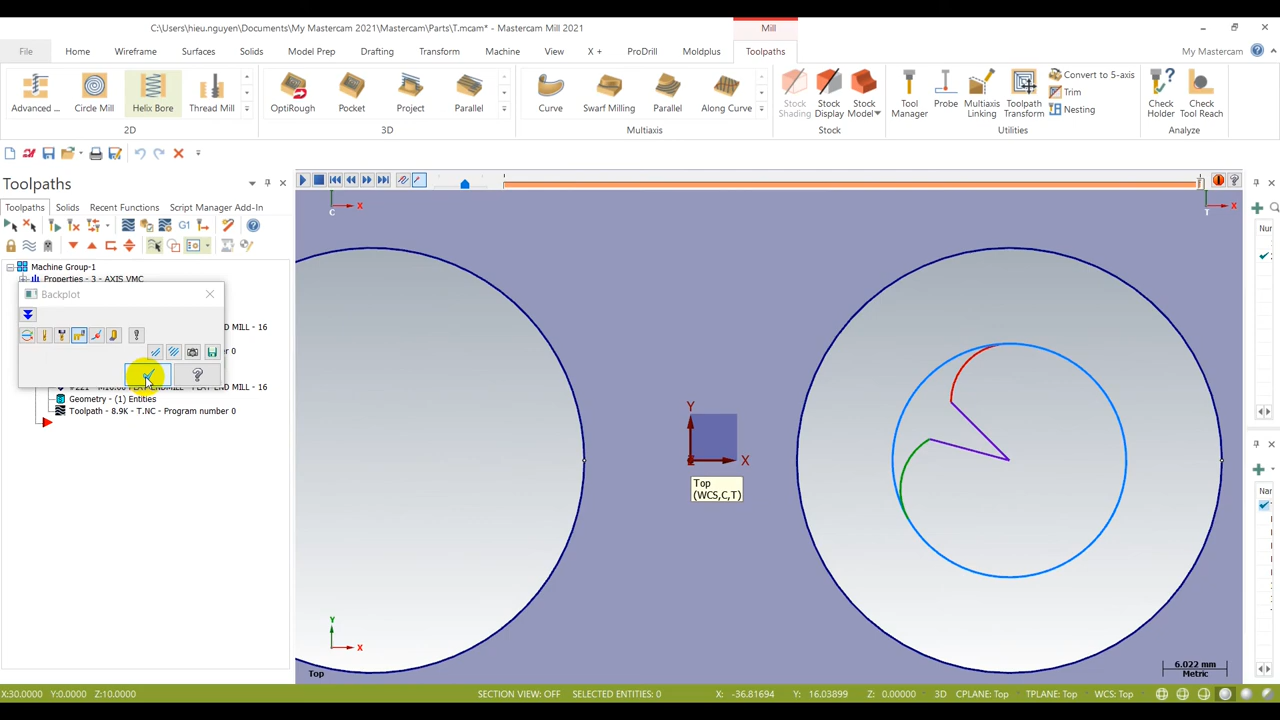 C:\Users\hieu.nguyen\Documents\My Mastercam 2021\Mastercam\Parts\T.mcam* - Mastercam Mill 2021
Mill
File Home Wireframe Surfaces Solids Model Prep Drafting Transform Machine View X + ProDrill Moldplus Toolpaths My Mastercam
Advanced ... Circle Mill Helix Bore Thread Mill OptiRough Pocket Project Parallel Curve Swarf Milling Parallel Along Curve
Stock Shading Stock Display Stock Model Tool Manager Probe Multiaxis Linking Toolpath Transform Convert to 5-axis Trim Nesting Check Holder Check Tool Reach
2D 3D Multiaxis Stock Utilities Analyze
Toolpaths
Toolpaths Solids Recent Functions Script Manager Add-In
G1
Machine Group-1
Properties - 3 - AXIS VMC
Backplot
END MILL - 16
Geometry - (1) Entities
Toolpath - 8.9K - T.NC - Program number 0
C X
T X
Y
X
Z
Top
(WCS,C,T)
Y
X
Top
6.022 mm
Metric
X:30.0000 Y:0.0000 Z:10.0000 SECTION VIEW: OFF SELECTED ENTITIES: 0 X: -36.81694 Y: 16.03899 Z: 0.00000 3D CPLANE: Top TPLANE: Top WCS: Top